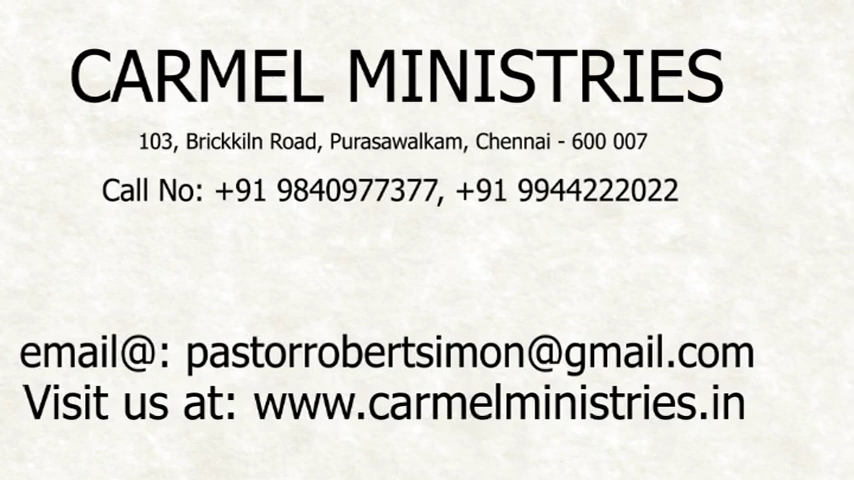 CARMEL MINISTRIES
103, Brickkiln Road, Purasawalkam, Chennai - 600 007
Call No: +91 9840977377, +91 9944222022
email@: pastorrobertsimon@gmail.com
Visit us at: www.carmelministries.in